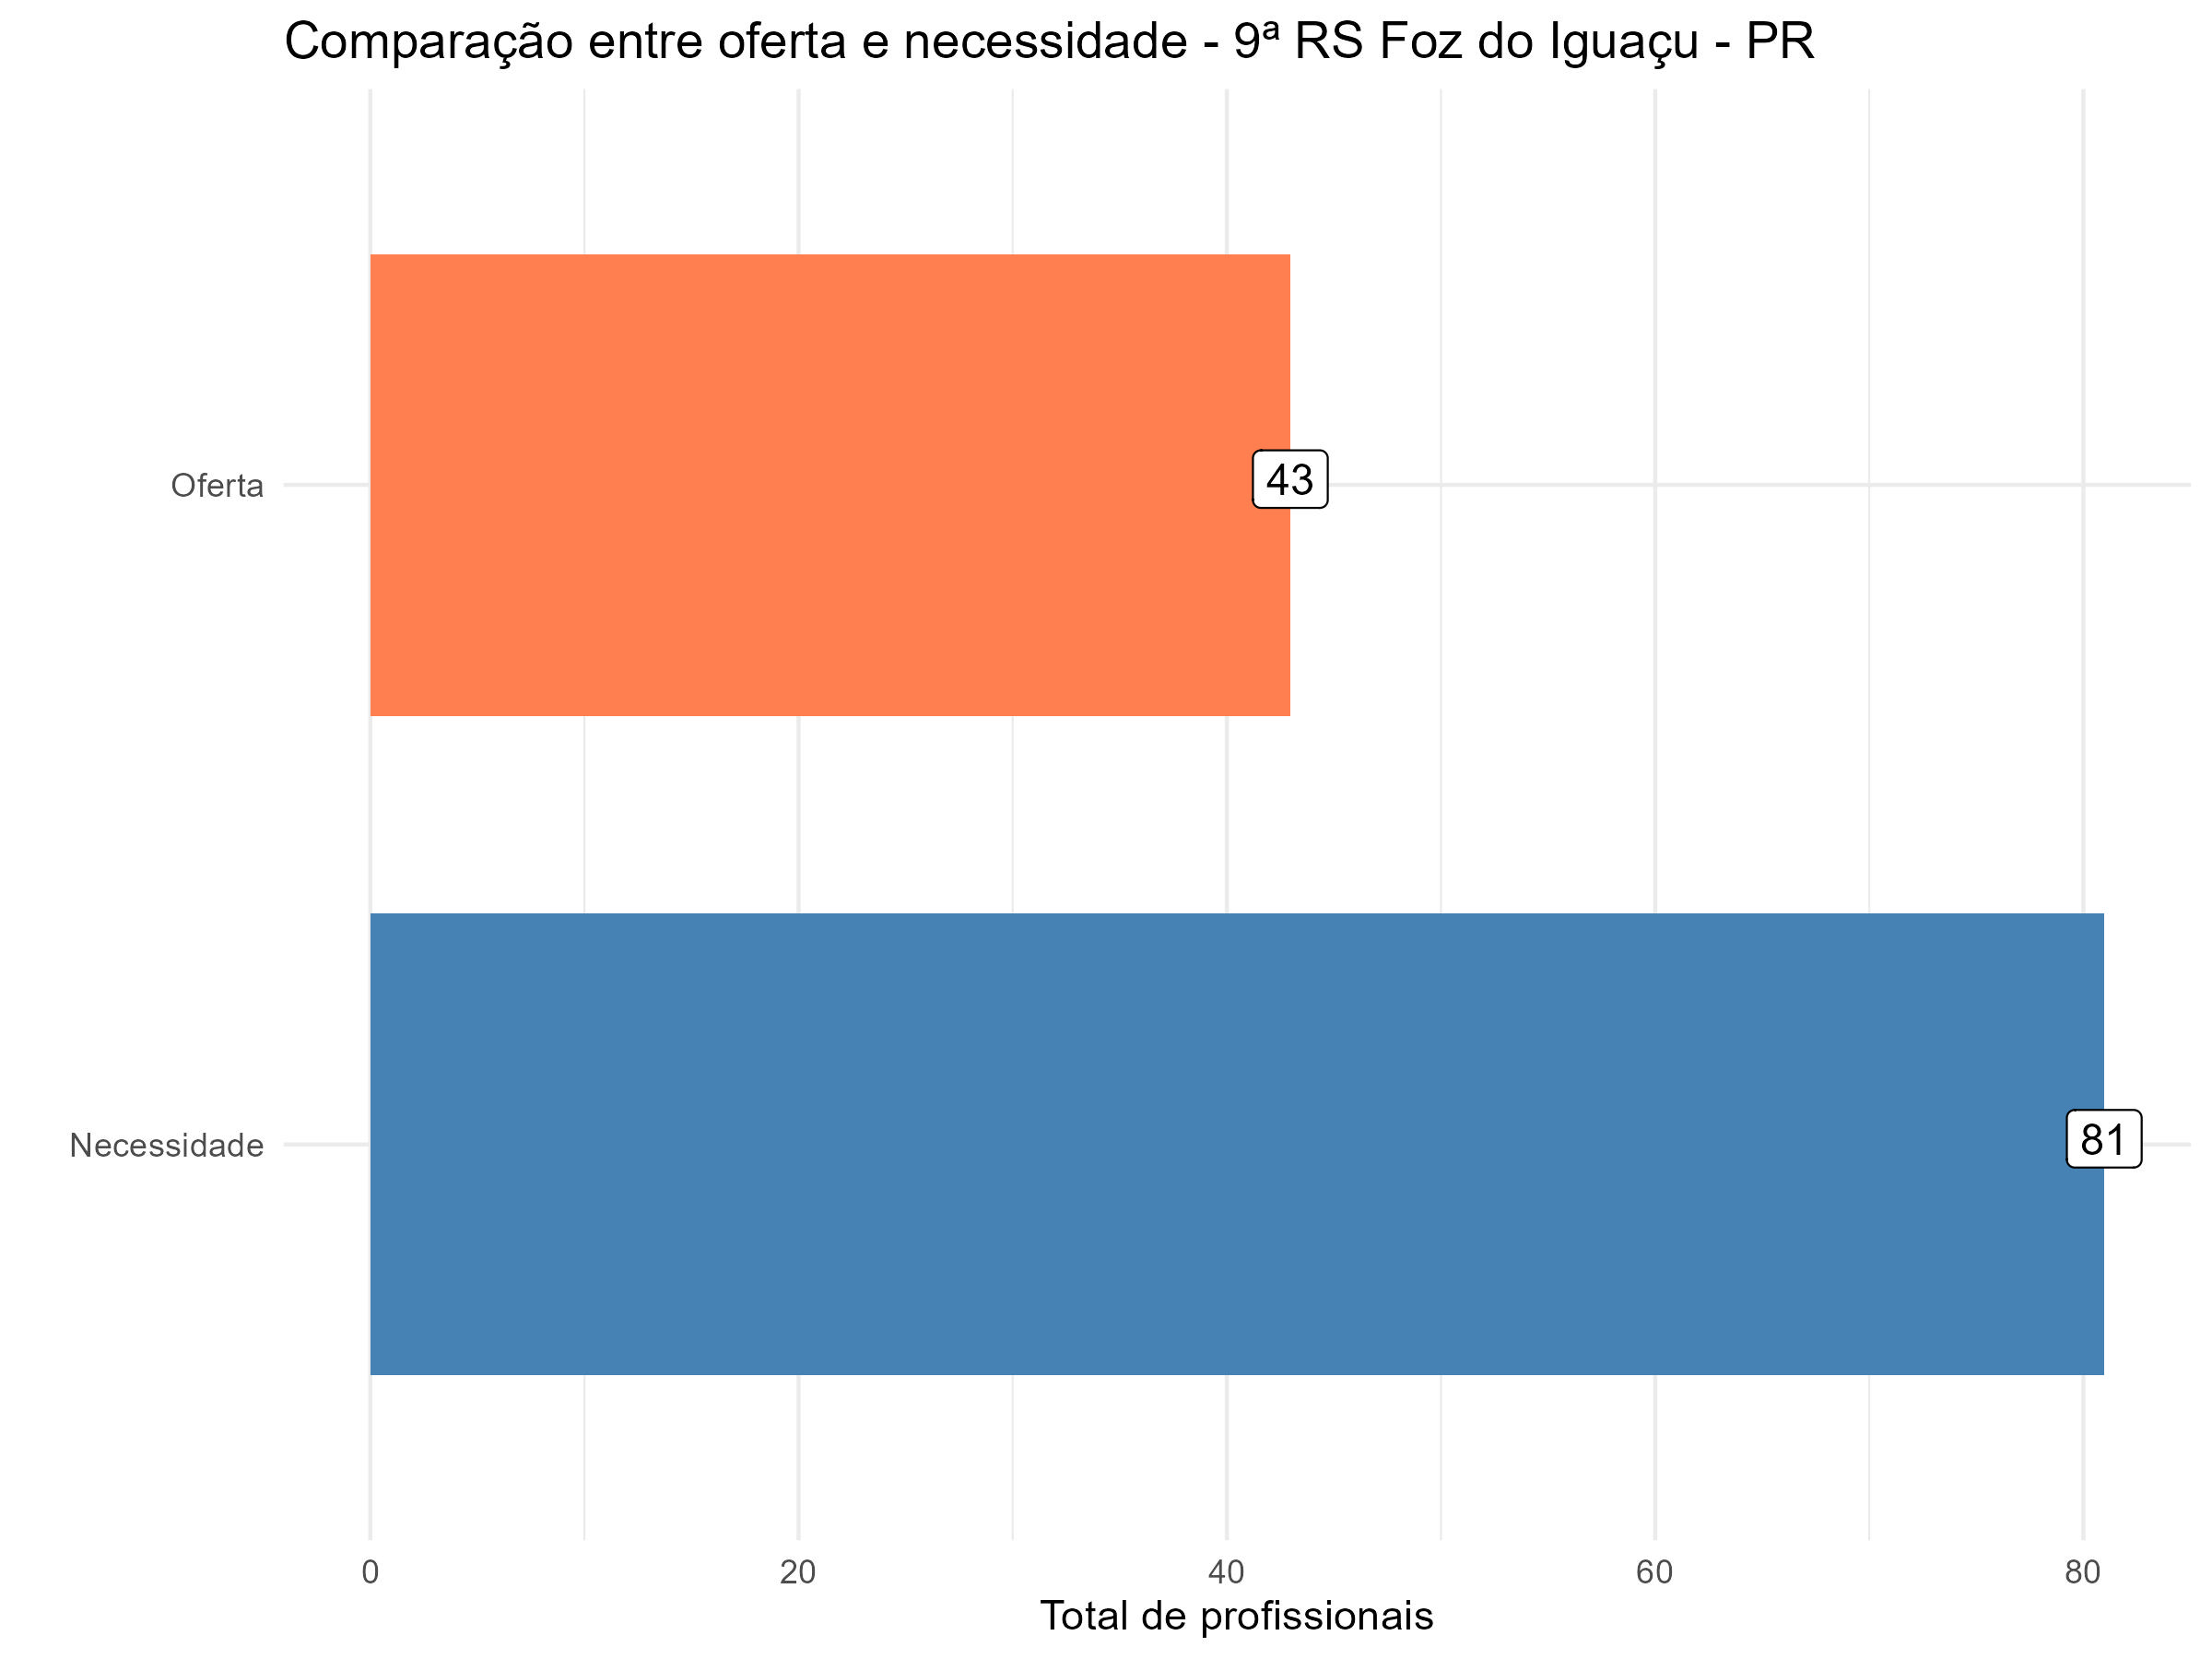 Comparação entre oferta e necessidade - 9ª RS Foz do Iguaçu - PR
Oferta
43
Necessidade
81
0 20 40 60 80
Total de profissionais